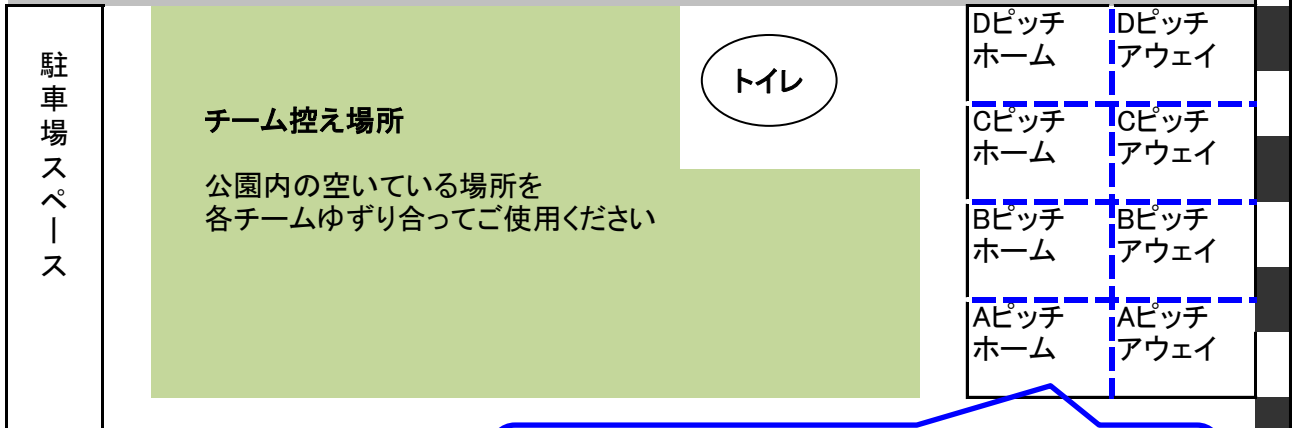 駐車場スペース
チーム控え場所
公園内の空いている場所を
各チームゆずり合ってご使用ください
トイレ
Dピッチ
ホーム
Dピッチ
アウェイ
Cピッチ
ホーム
Cピッチ
アウェイ
Bピッチ
ホーム
Bピッチ
アウェイ
Aピッチ
ホーム
Aピッチ
アウェイ